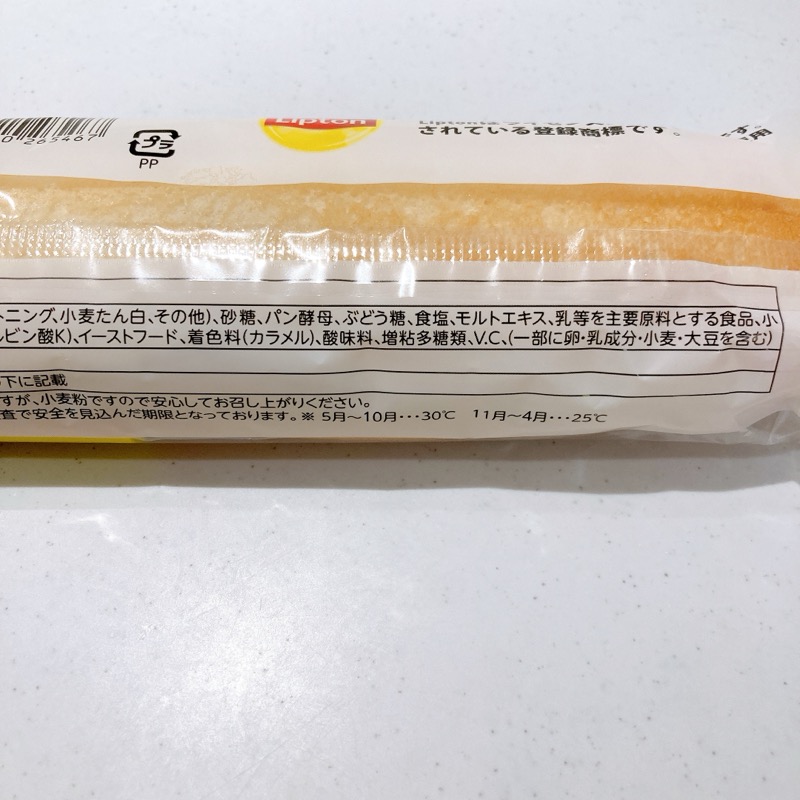 0 265467
プラ
PP
Lipton
されている登録商標です。
ニング、小麦たん白、その他)、砂糖、パン酵母、ぶどう糖、食塩、モルトエキス、乳等を主要原料とする食品、小
ルビン酸K)、イーストフード、着色料(カラメル)、酸味料、増粘多糖類、V.C、(一部に卵・乳成分・小麦・大豆を含む)
下に記載
すが、小麦粉ですので安心してお召し上がりください。
査で安全を見込んだ期限となっております。※ 5月〜10月・・・30℃ 11月〜4月・・・25℃